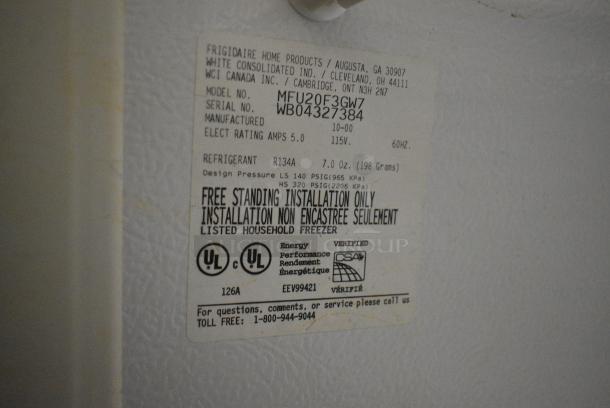 FRIGIDAIRE HOME PRODUCTS / AUGUSTA, GA 30907
WHITE CONSOLIDATED IND. / CLEVELAND, OH 44111
WCI CANADA INC. / CAMBRIDGE, ONT N3H 2N7
MODEL NO. MFU20F3GW7
SERIAL NO. WB04327384
MANUFACTURED 10-00
ELECT RATING AMPS 5.0 115V. 60HZ.
REFRIGERANT R134A 7.0 Oz. (198 Grams)
Design Pressure LS 140 PSIG(965 KPa)
HS 320 PSIG(2206 KPa)
FREE STANDING INSTALLATION ONLY
INSTALLATION NON ENCASTREE SEULEMENT
LISTED HOUSEHOLD FREEZER
GROUP
UL c UL
126A
Energy
Performance
Rendement
Énergétique
EEV99421
VERIFIED
CSA
VÉRIFIÉ
For questions, comments, or service please call us
TOLL FREE: 1-800-944-9044